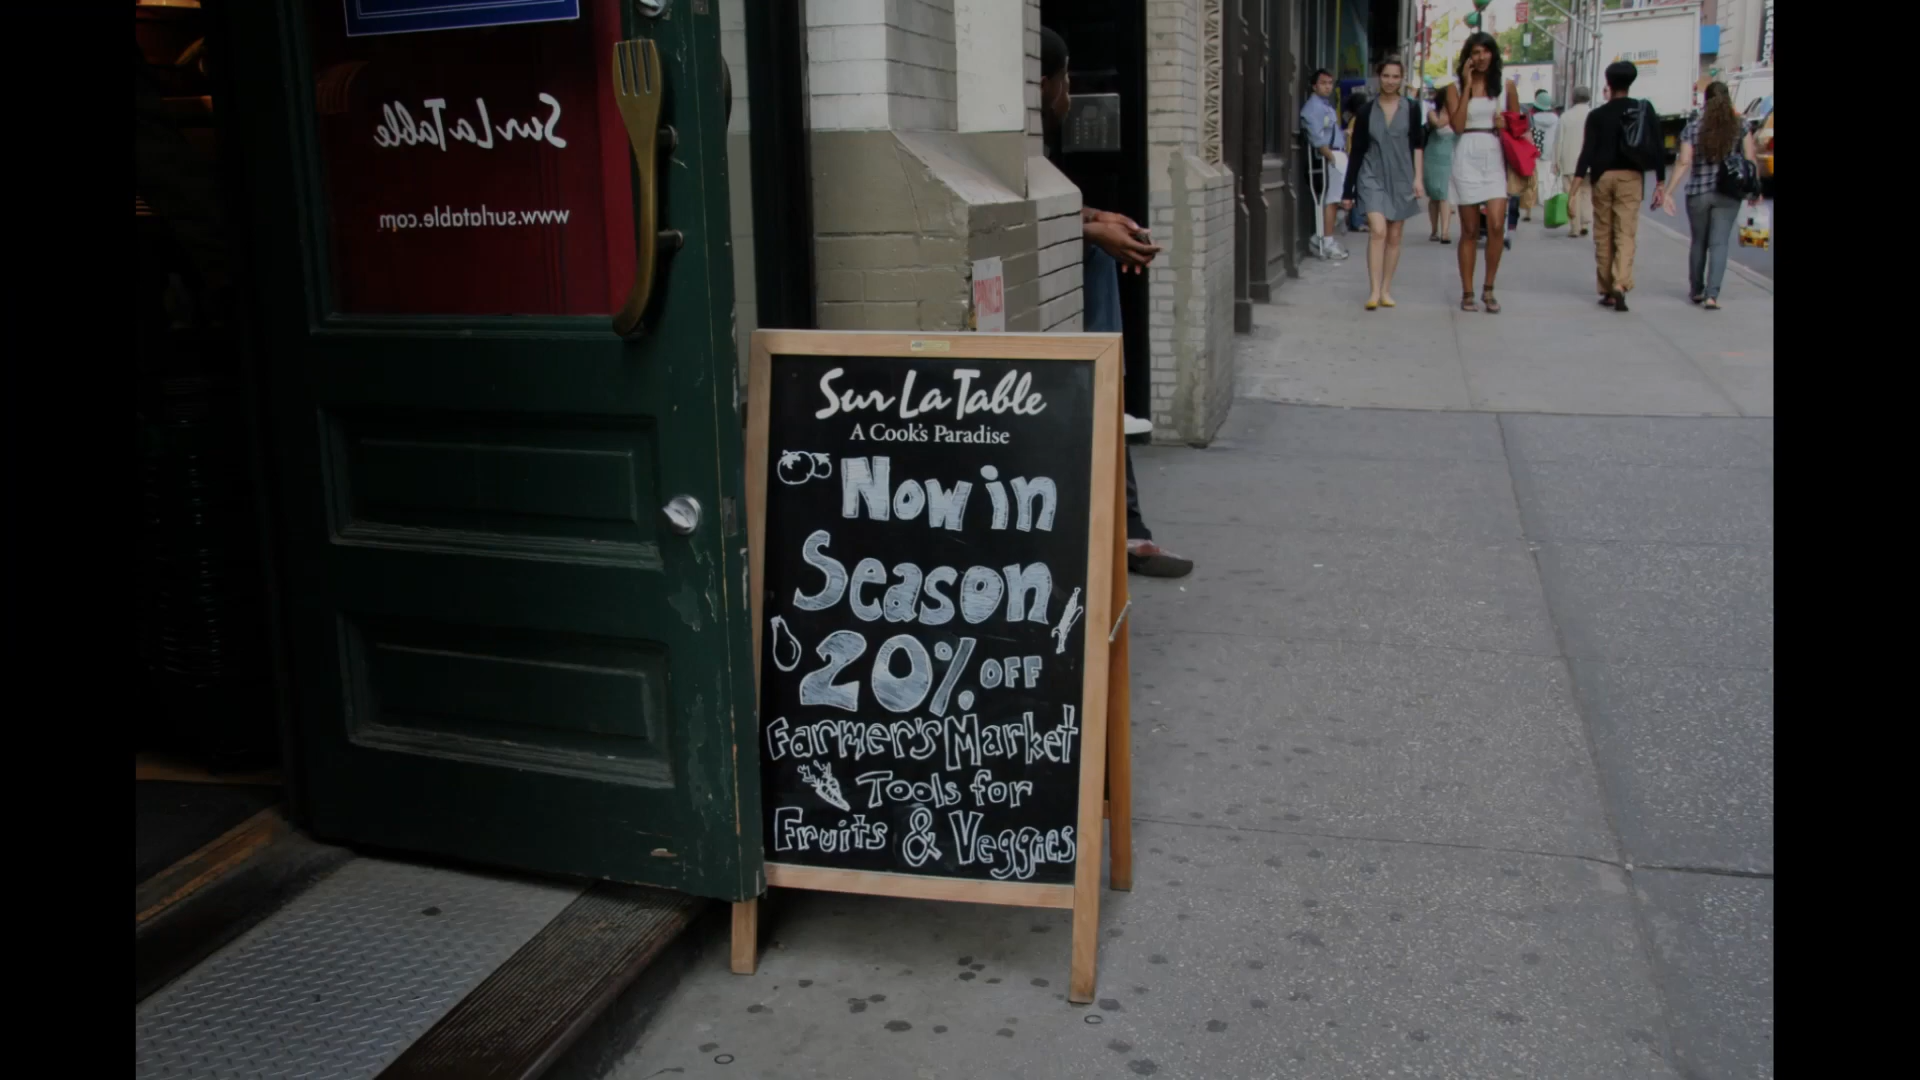 Sur La Table
www.surlatable.com
Sur La Table
A Cook's Paradise
Now in
Season
20% OFF
Farmer's Market
Tools for
Fruits & Veggies